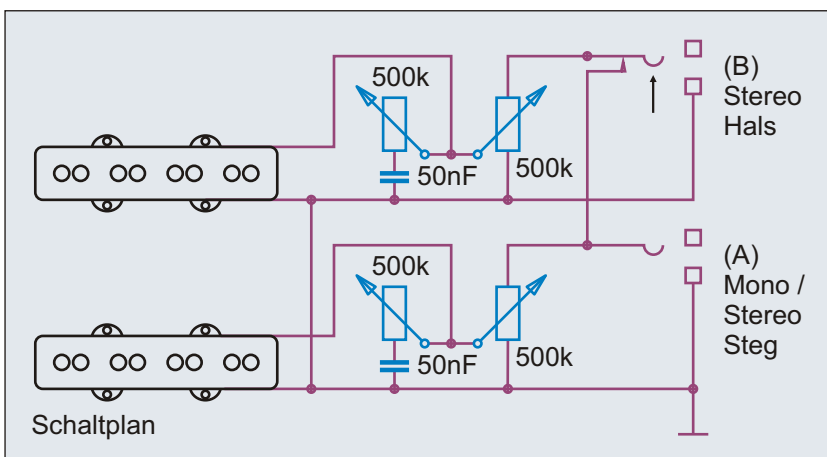 500k
50nF
500k
(B)
Stereo
Hals
500k
50nF
500k
(A)
Mono /
Stereo
Steg
Schaltplan